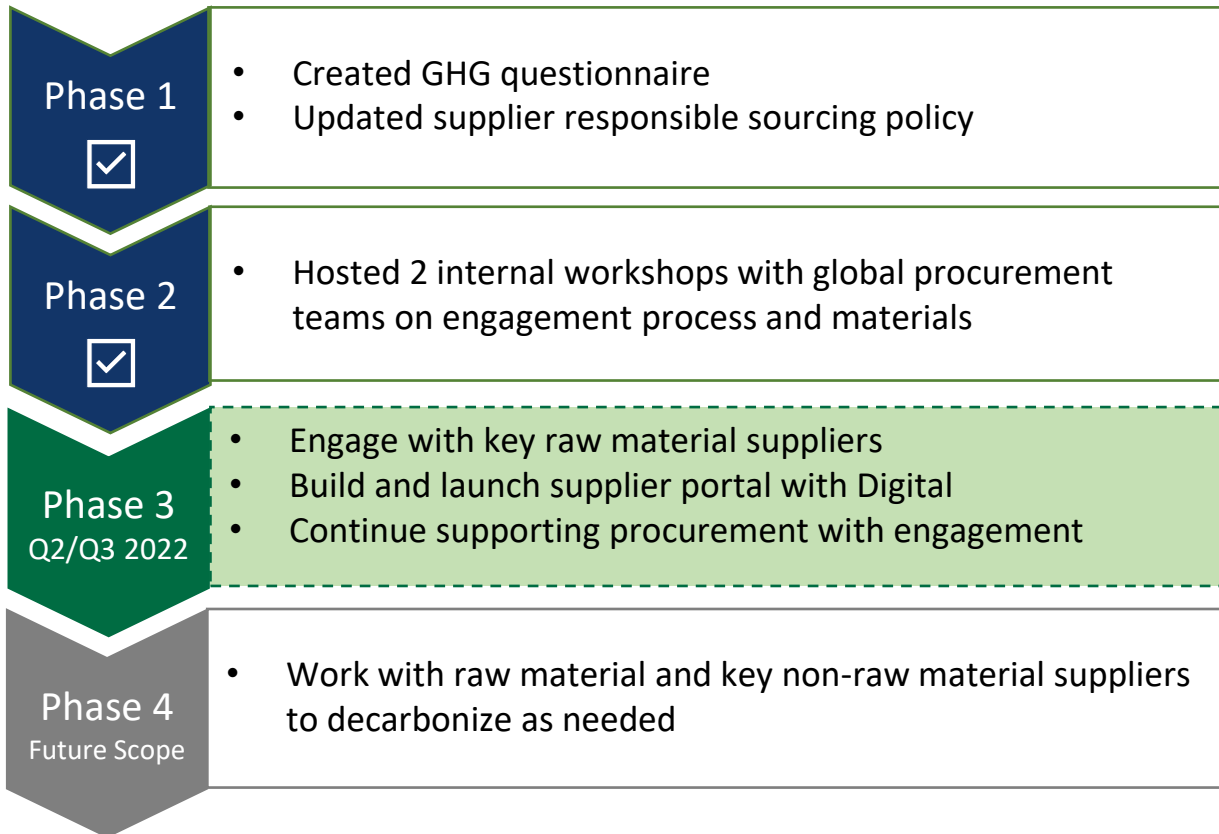 Phase 1
• Created GHG questionnaire
• Updated supplier responsible sourcing policy
Phase 2
• Hosted 2 internal workshops with global procurement
teams on engagement process and materials
Phase 3
Q2/Q3 2022
• Engage with key raw material suppliers
• Build and launch supplier portal with Digital
• Continue supporting procurement with engagement
Phase 4
Future Scope
• Work with raw material and key non-raw material suppliers
to decarbonize as needed